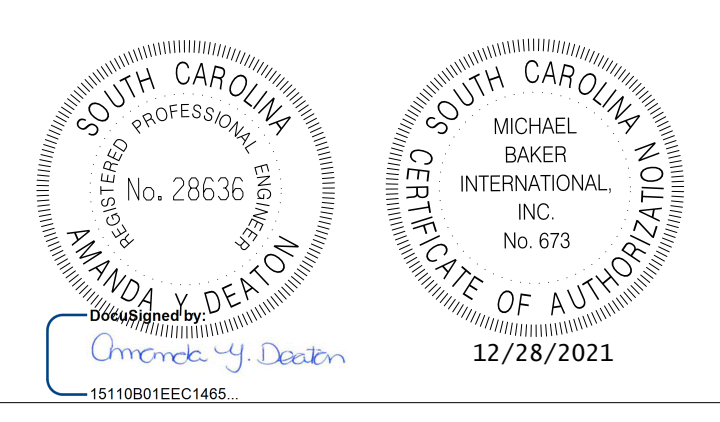 SOUTH CAROLINA
REGISTERED PROFESSIONAL ENGINEER
No. 28636
AMANDA Y DEATON
DocuSigned by:
Amanda Y. Deaton
15110B01EEC1465...
SOUTH CAROLINA
MICHAEL
BAKER
INTERNATIONAL,
INC.
No. 673
CERTIFICATE OF AUTHORIZATION
12/28/2021